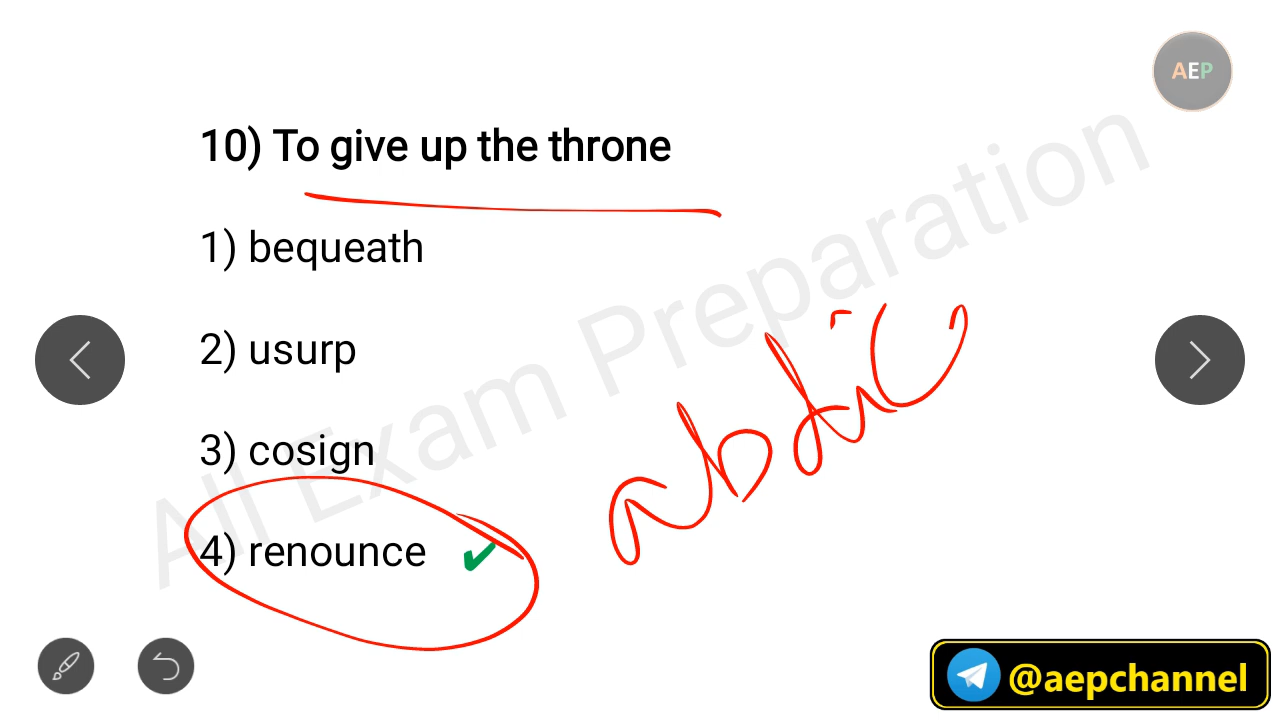 AEP
10) To give up the throne
1) bequeath
2) usurp
3) cosign
4) renounce
abdic
All Exam Preparation
@aepchannel